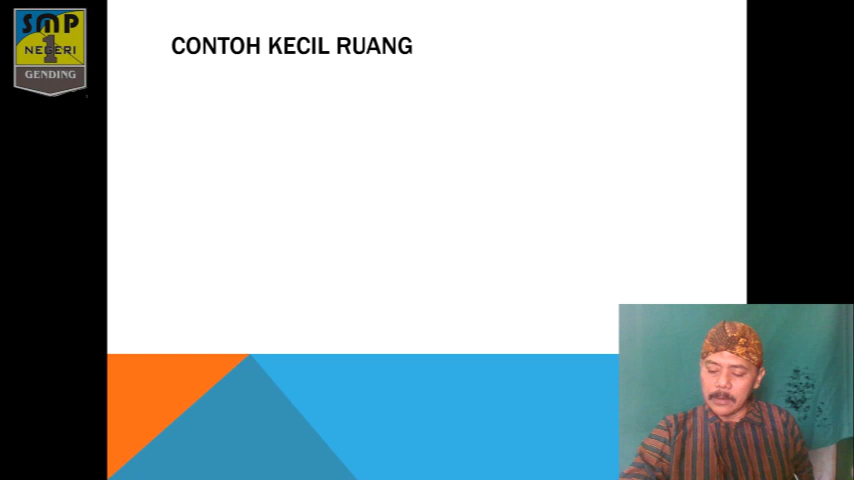 SMP
NEGERI
1
GENDING
CONTOH KECIL RUANG